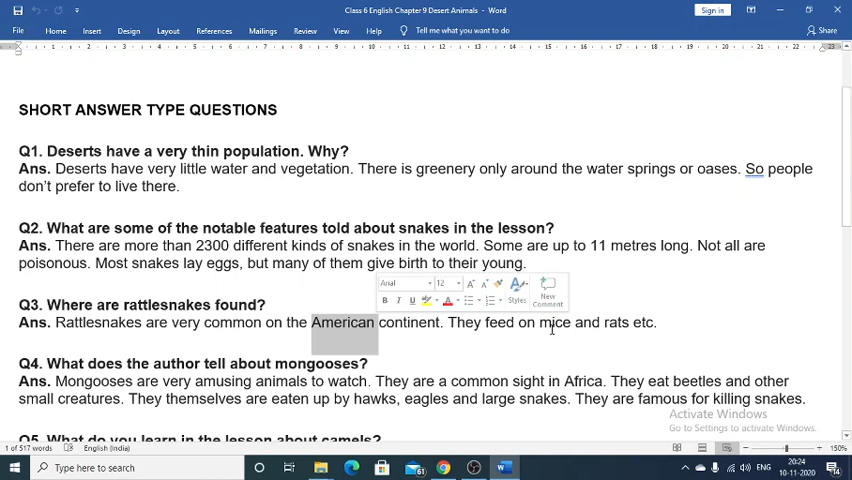 Class 6 English Chapter 9 Desert Animals - Word
Sign in
File Home Insert Design Layout References Mailings Review View Help Tell me what you want to do Share
SHORT ANSWER TYPE QUESTIONS
Q1. Deserts have a very thin population. Why?
Ans. Deserts have very little water and vegetation. There is greenery only around the water springs or oases. So people
don't prefer to live there.
Q2. What are some of the notable features told about snakes in the lesson?
Ans. There are more than 2300 different kinds of snakes in the world. Some are up to 11 metres long. Not all are
poisonous. Most snakes lay eggs, but many of them give birth to their young.
Arial 12
B I U Styles New
Comment
Q3. Where are rattlesnakes found?
Ans. Rattlesnakes are very common on the American continent. They feed on mice and rats etc.
Q4. What does the author tell about mongooses?
Ans. Mongooses are very amusing animals to watch. They are a common sight in Africa. They eat beetles and other
small creatures. They themselves are eaten up by hawks, eagles and large snakes. They are famous for killing snakes.
Activate Windows
Go to Settings to activate Windows.
Q5. What do you learn in the lesson about camels?
1 of 517 words English (India) 150%
Type here to search
61
ENG
20:24
10-11-2020
14